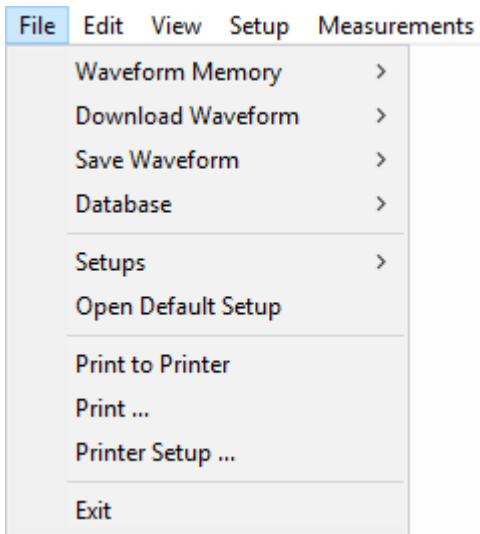 File Edit View Setup Measurements
Waveform Memory >
Download Waveform >
Save Waveform >
Database >
Setups >
Open Default Setup
Print to Printer
Print ...
Printer Setup ...
Exit